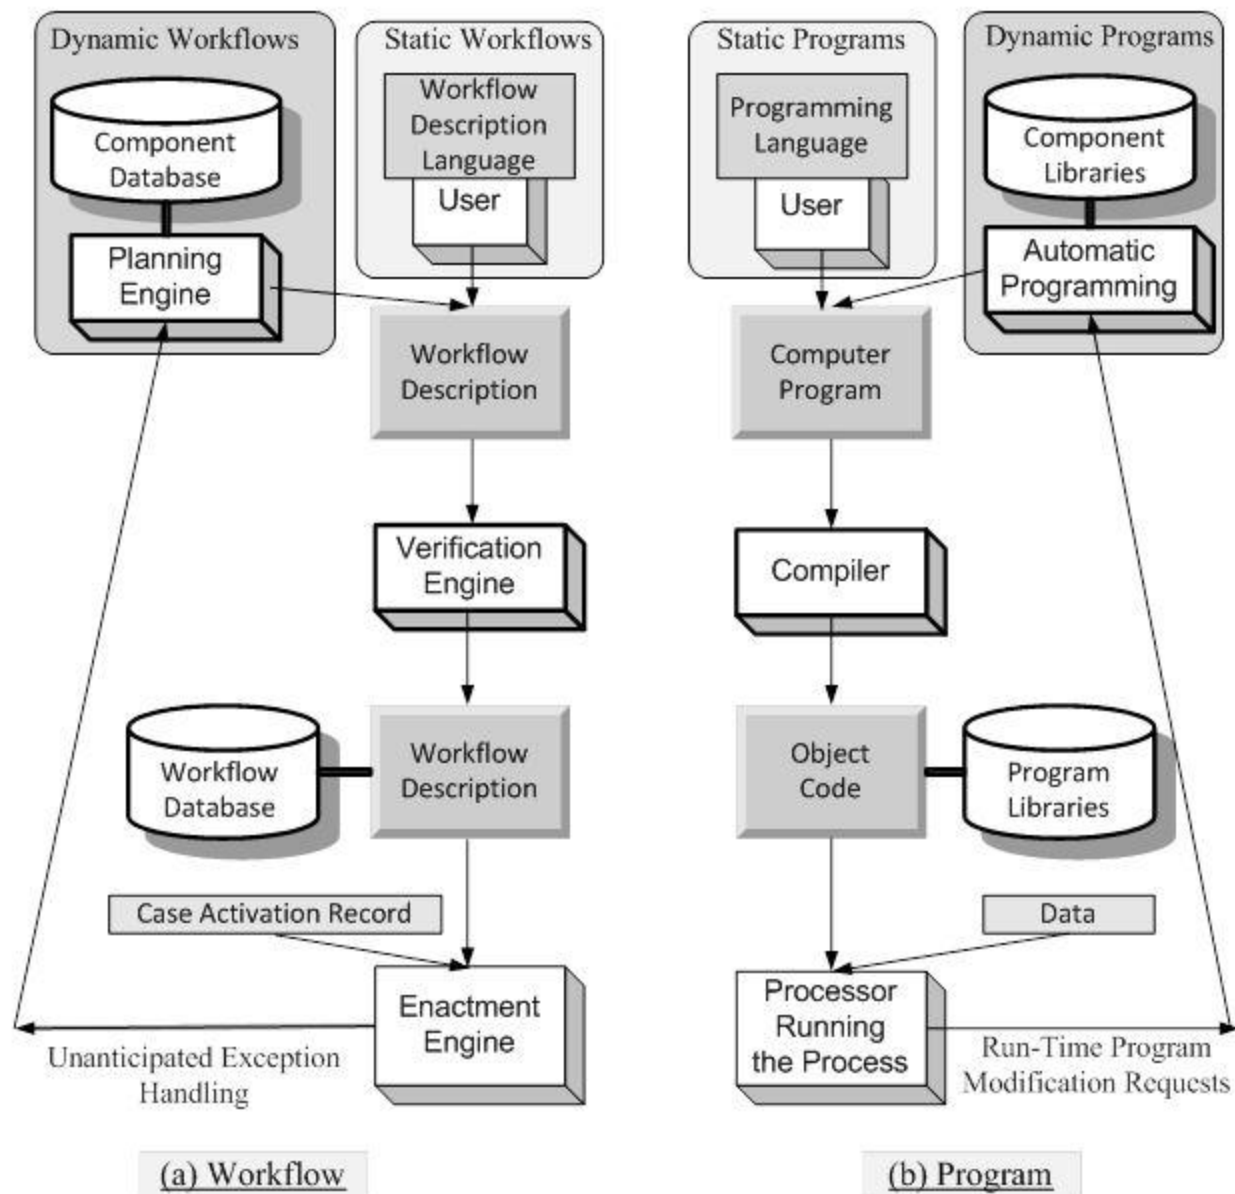 Dynamic Workflows
Component
Database
Planning
Engine
Static Workflows
Workflow
Description
Language
User
Workflow
Description
Verification
Engine
Workflow
Database
Workflow
Description
Case Activation Record
Enactment
Engine
Unanticipated Exception
Handling
(a) Workflow
Static Programs
Programming
Language
User
Dynamic Programs
Component
Libraries
Automatic
Programming
Computer
Program
Compiler
Object
Code
Program
Libraries
Data
Processor
Running
the Process
Run-Time Program
Modification Requests
(b) Program